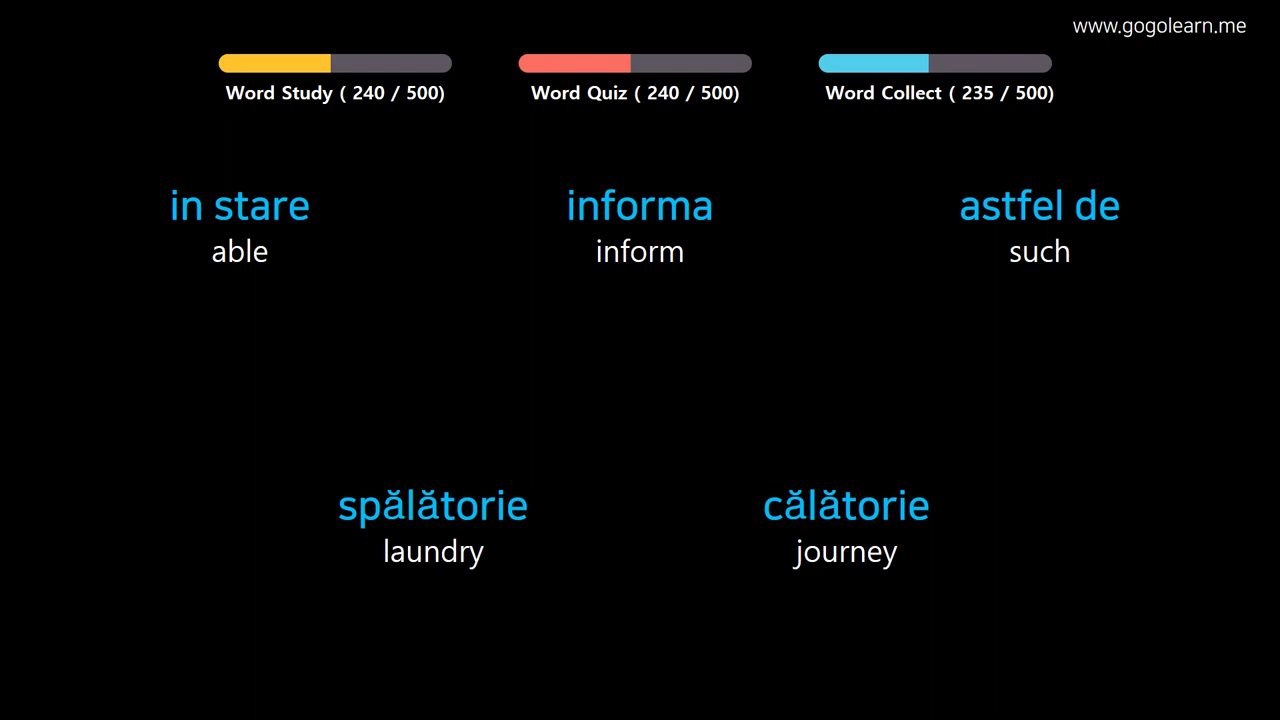 www.gogolearn.me
Word Study ( 240 / 500)
Word Quiz ( 240 / 500)
Word Collect ( 235 / 500)
in stare
able
informa
inform
astfel de
such
spălătorie
laundry
călătorie
journey